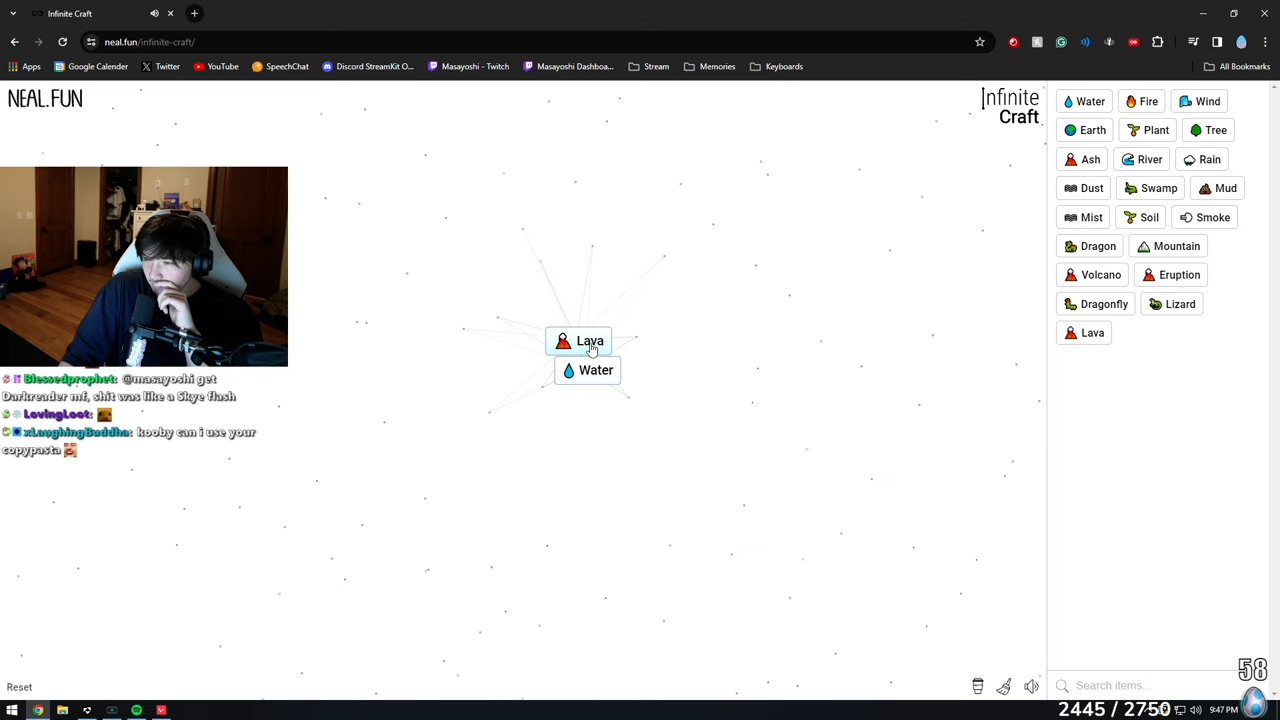 Infinite Craft
neal.fun/infinite-craft/
Apps
Google Calender
Twitter
YouTube
SpeechChat
Discord StreamKit O...
Masayoshi - Twitch
Masayoshi Dashboa...
Stream
Memories
Keyboards
All Bookmarks
NEAL.FUN
Infinite
Craft
Water
Fire
Wind
Earth
Plant
Tree
Ash
River
Rain
Dust
Swamp
Mud
Mist
Soil
Smoke
Dragon
Mountain
Volcano
Eruption
Dragonfly
Lizard
Lava
Lava
Water
Blessedprophet: @masayoshi get
Darkreader mf, shit was like a Skye flash
LovingLoot:
xLaughingBuddha: kooby can i use your
copypasta
Reset
Search items...
58
2445 / 2750
9:47 PM